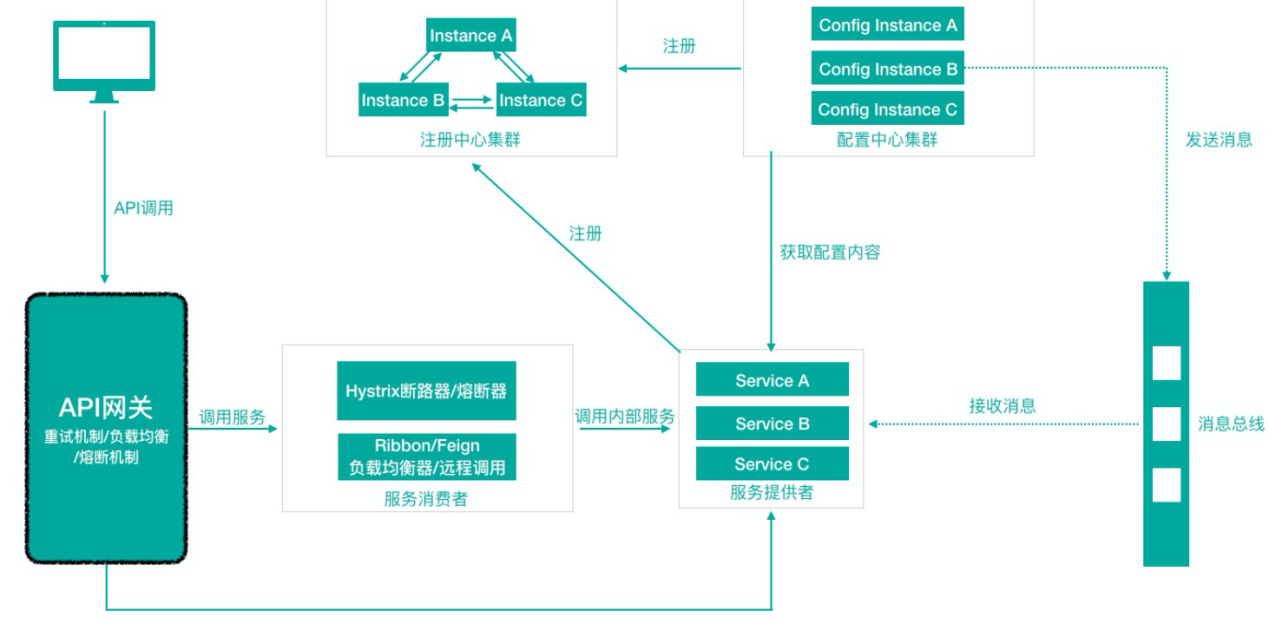 Instance A
Instance B
Instance C
注册中心集群
注册
Config Instance A
Config Instance B
Config Instance C
配置中心集群
发送消息
API调用
注册
获取配置内容
API网关
重试机制/负载均衡
/熔断机制
调用服务
Hystrix断路器/熔断器
Ribbon/Feign
负载均衡器/远程调用
服务消费者
调用内部服务
Service A
Service B
Service C
服务提供者
接收消息
消息总线